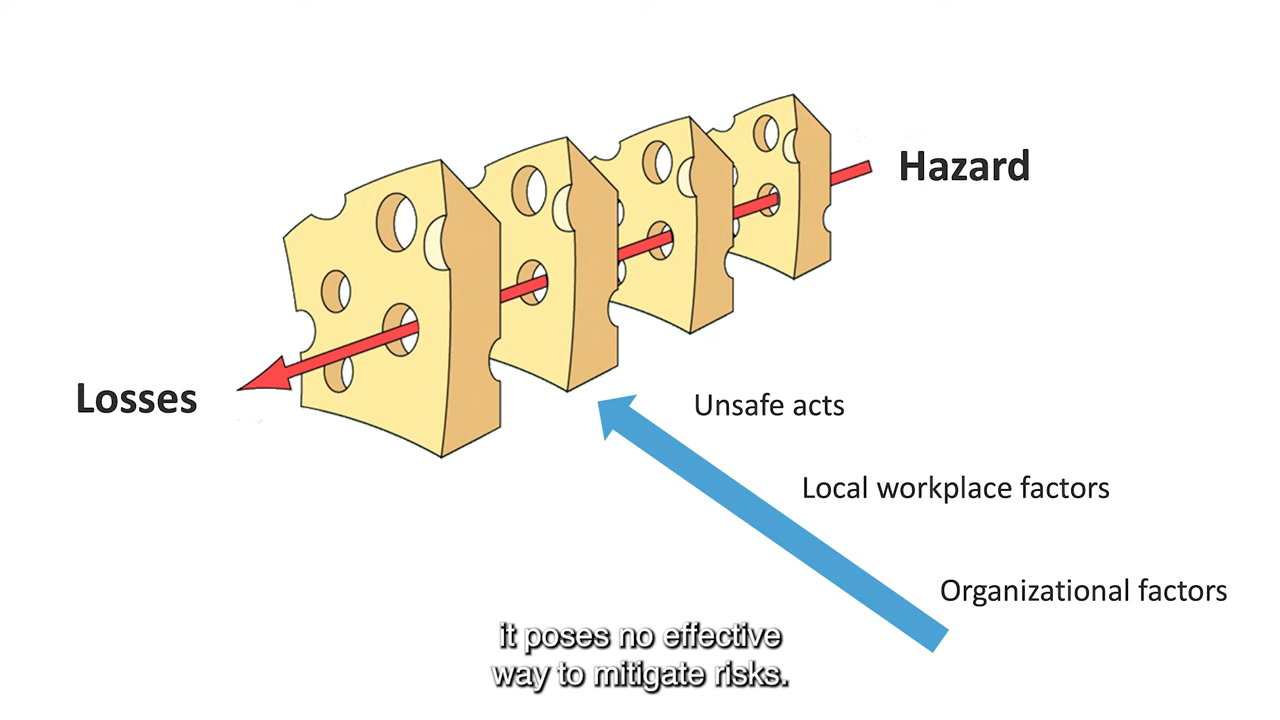 Hazard
Losses
Unsafe acts
Local workplace factors
Organizational factors
it poses no effective
way to mitigate risks.